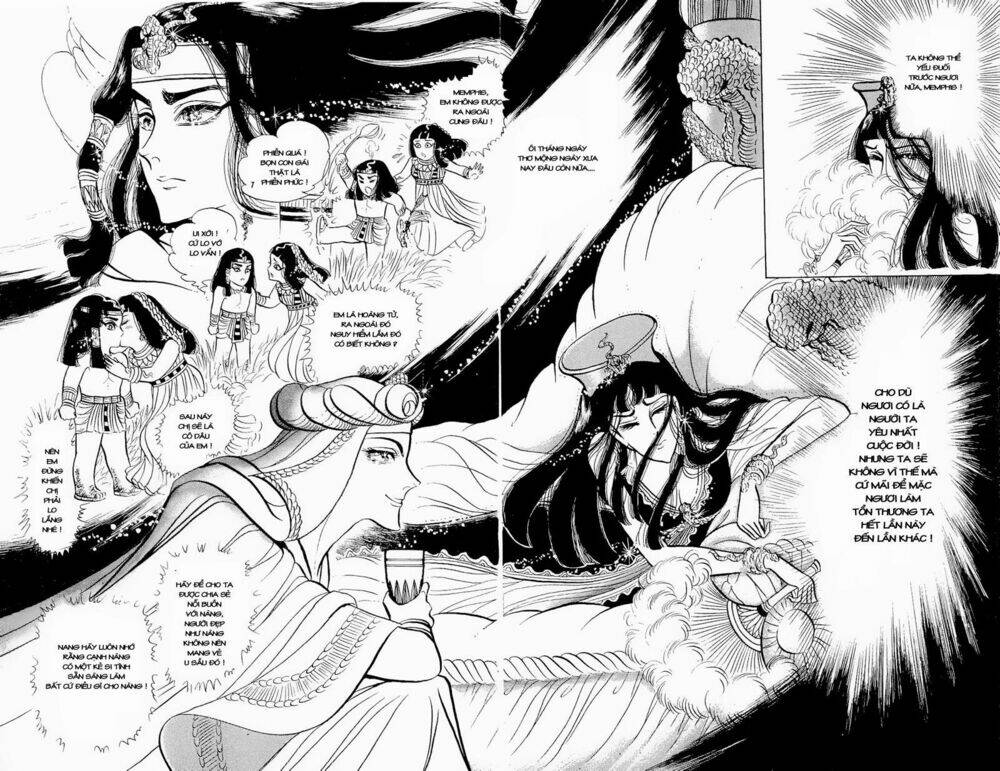 MEMPHIS,
EM KHÔNG ĐƯỢC
RA NGOÀI
CUNG ĐÂU !
PHIỀN QUÁ !
BỌN CON GÁI
THẬT LÀ
PHIỀN PHỨC !
UI XỜI !
CỨ LO VỚ
LO VẨN !
EM LÀ HOÀNG TỬ,
RA NGOÀI ĐÓ
NGUY HIỂM LẮM ĐÓ
CÓ BIẾT KHÔNG ?
SAU NÀY
CHỊ SẼ LÀ
CÔ DÂU
CỦA EM !
NÊN
EM
ĐỪNG
KHIẾN
CHỊ
PHẢI
LO
LẮNG
NHÉ !
HÃY ĐỂ CHO TA
ĐƯỢC CHIA SẺ
NỖI BUỒN
VỚI NÀNG,
NGƯỜI ĐẸP
NHƯ NÀNG
KHÔNG NÊN
MANG VẺ
U SẦU ĐÓ !
NANG HÃY LUÔN NHỚ
RẰNG CẠNH NÀNG
CÓ MỘT KẺ SI TÌNH
SẴN SÀNG LÀM
BẤT CỨ ĐIỀU GÌ CHO NÀNG !
ÔI THÁNG NGÀY
THƠ MỘNG NGÀY XƯA
NAY ĐÂU CÒN NỮA....
TA KHÔNG THỂ
YẾU ĐUỐI
TRƯỚC NGƯƠI
NỮA, MEMPHIS !
CHO DÙ
NGƯƠI CÓ LÀ
NGƯỜI TA
YÊU NHẤT
CUỘC ĐỜI !
NHƯNG TA SẼ
KHÔNG VÌ THẾ MÀ
CỨ MÃI ĐỂ MẶC
NGƯƠI LÀM
TỔN THƯƠNG TA
HẾT LẦN NÀY
ĐẾN LẦN KHÁC !